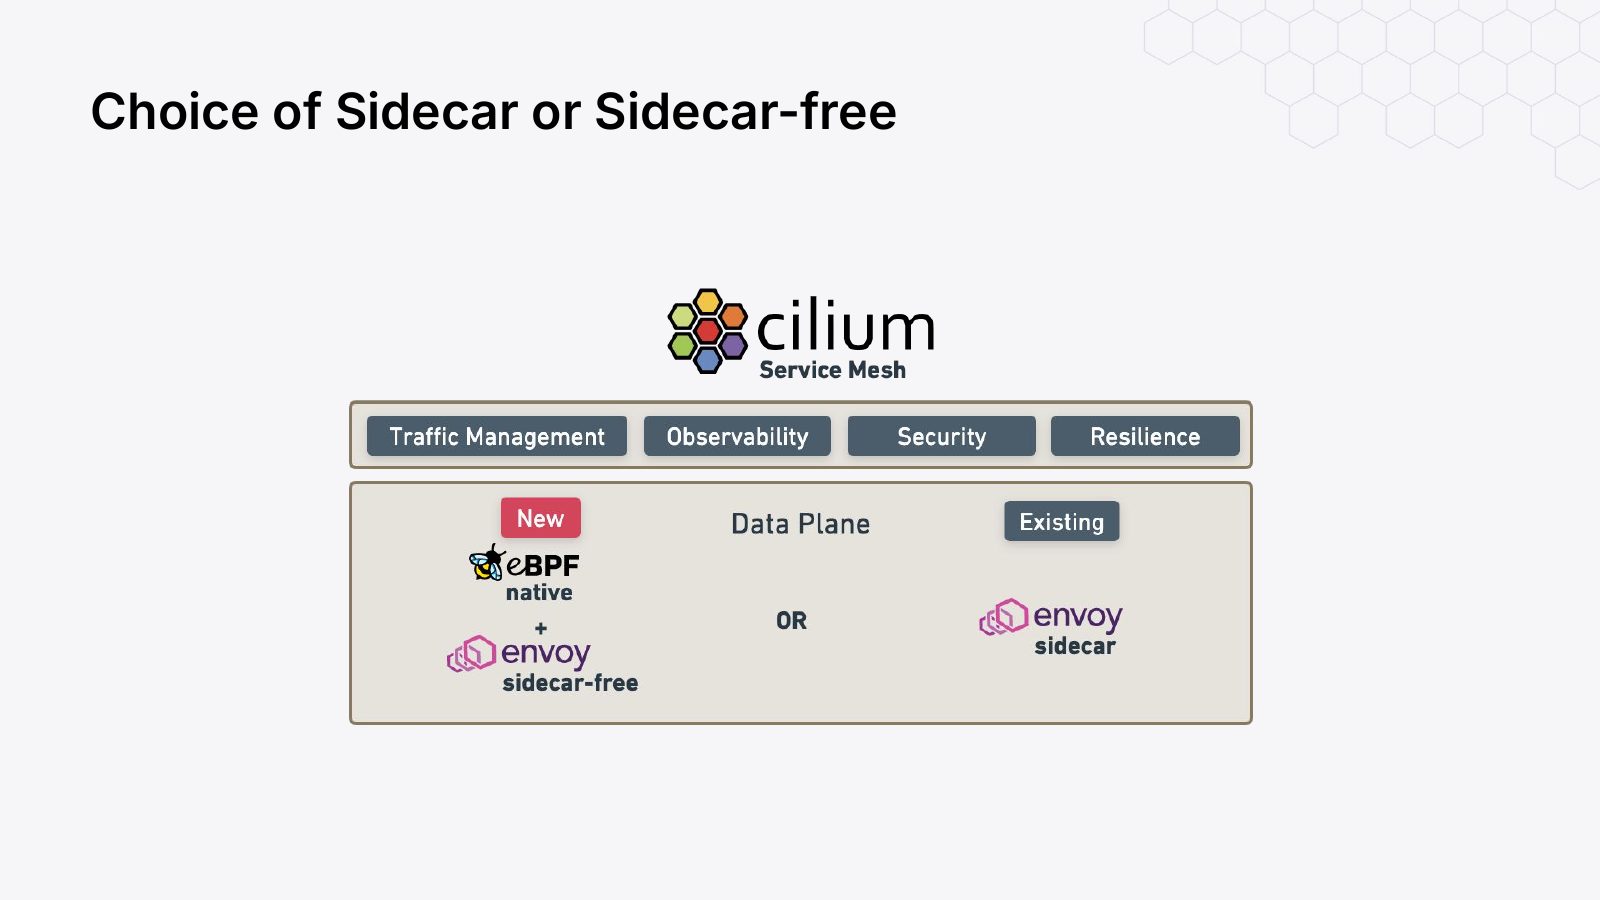 Choice of Sidecar or Sidecar-free
cilium
Service Mesh
Traffic Management Observability Security Resilience
New Data Plane Existing
eBPF
native
+
envoy
sidecar-free
OR
envoy
sidecar